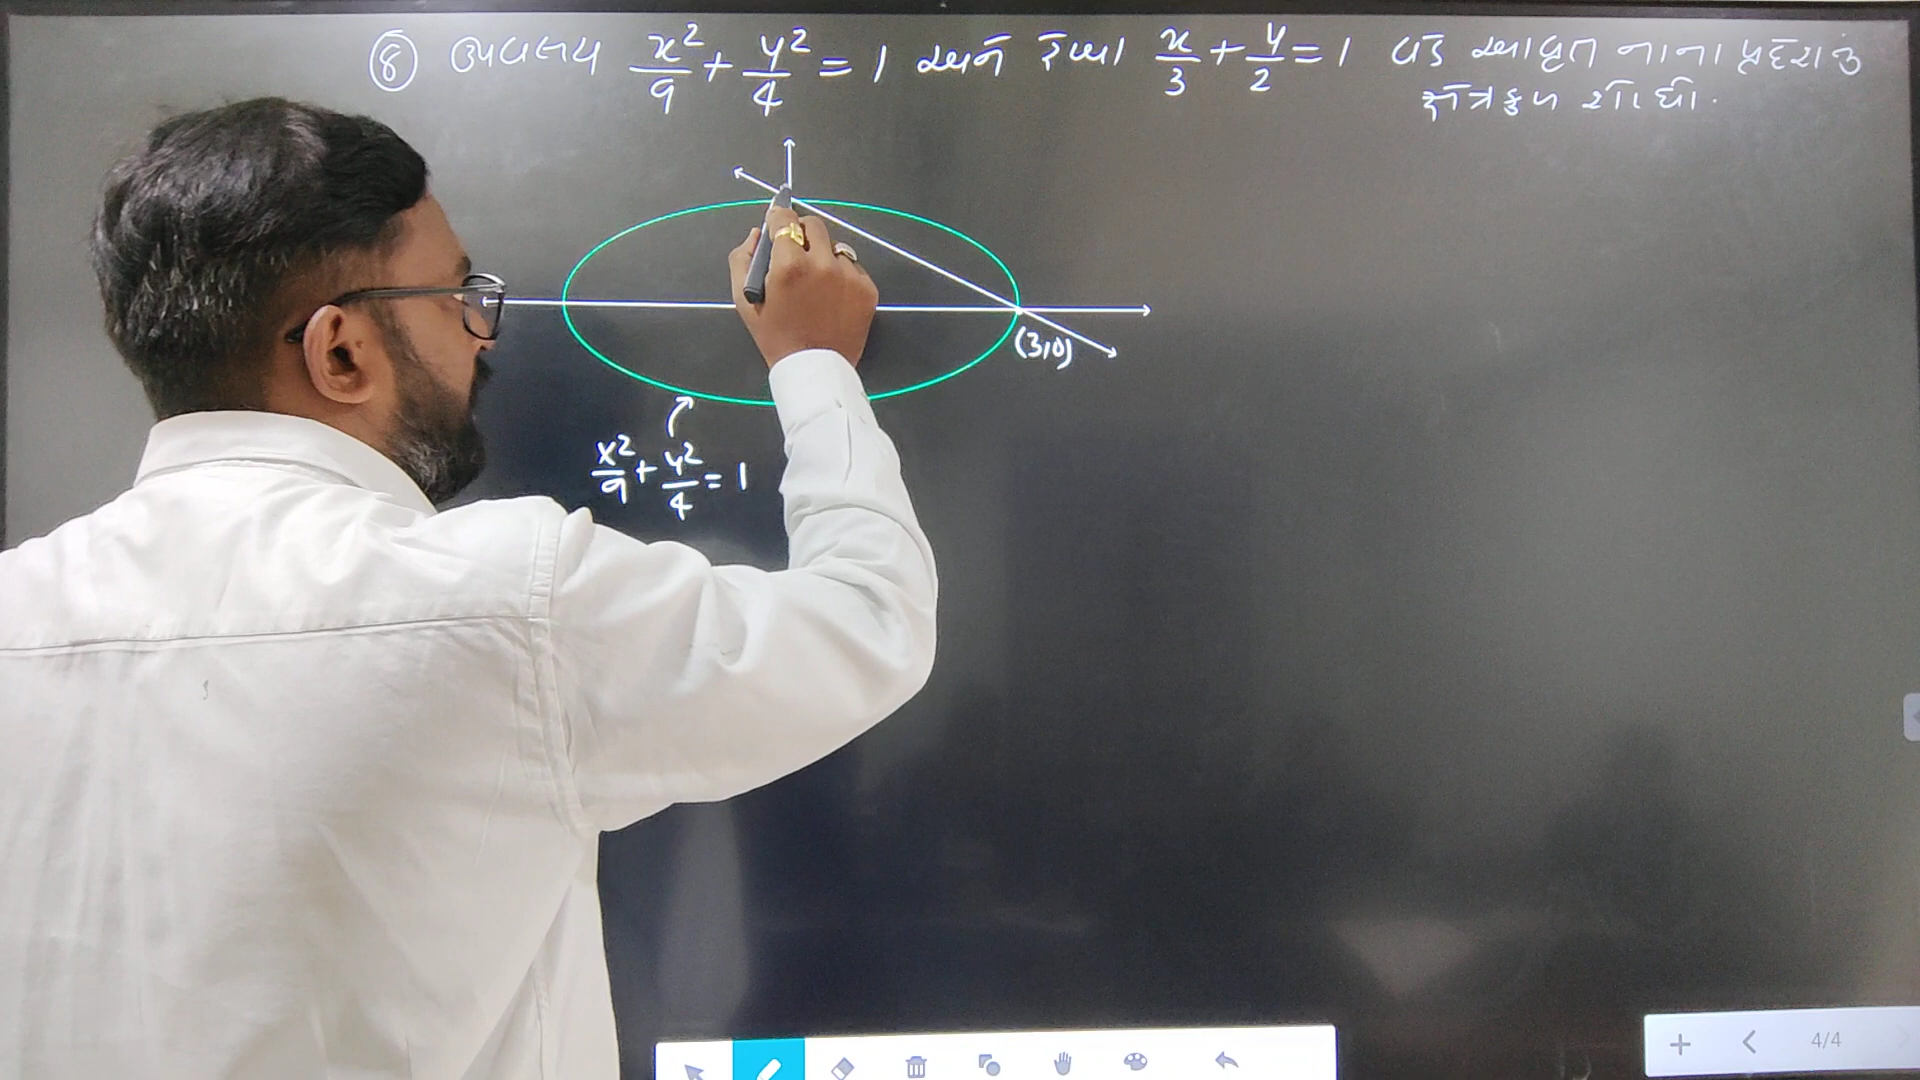 ⑧ ઉપવલય x²/9 + y²/4 = 1 અને રેખા x/3 + y/2 = 1 વડે આવૃત નાના પ્રદેશનું
ક્ષેત્રફળ શોધો.
(3,0)
x²/9 + y²/4 = 1
4/4